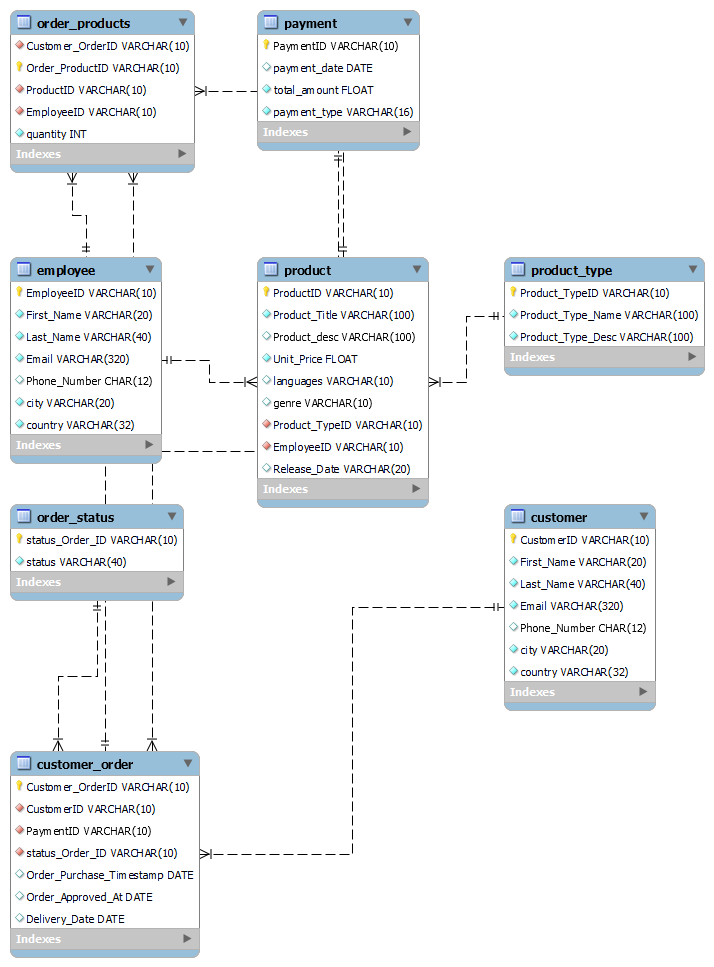 order_products
Customer_OrderID VARCHAR(10)
Order_ProductID VARCHAR(10)
ProductID VARCHAR(10)
EmployeeID VARCHAR(10)
quantity INT
Indexes
payment
PaymentID VARCHAR(10)
payment_date DATE
total_amount FLOAT
payment_type VARCHAR(16)
Indexes
employee
EmployeeID VARCHAR(10)
First_Name VARCHAR(20)
Last_Name VARCHAR(40)
Email VARCHAR(320)
Phone_Number CHAR(12)
city VARCHAR(20)
country VARCHAR(32)
Indexes
product
ProductID VARCHAR(10)
Product_Title VARCHAR(100)
Product_desc VARCHAR(100)
Unit_Price FLOAT
languages VARCHAR(10)
genre VARCHAR(10)
Product_TypeID VARCHAR(10)
EmployeeID VARCHAR(10)
Release_Date VARCHAR(20)
Indexes
product_type
Product_TypeID VARCHAR(10)
Product_Type_Name VARCHAR(100)
Product_Type_Desc VARCHAR(100)
Indexes
order_status
status_Order_ID VARCHAR(10)
status VARCHAR(40)
Indexes
customer
CustomerID VARCHAR(10)
First_Name VARCHAR(20)
Last_Name VARCHAR(40)
Email VARCHAR(320)
Phone_Number CHAR(12)
city VARCHAR(20)
country VARCHAR(32)
Indexes
customer_order
Customer_OrderID VARCHAR(10)
CustomerID VARCHAR(10)
PaymentID VARCHAR(10)
status_Order_ID VARCHAR(10)
Order_Purchase_Timestamp DATE
Order_Approved_At DATE
Delivery_Date DATE
Indexes